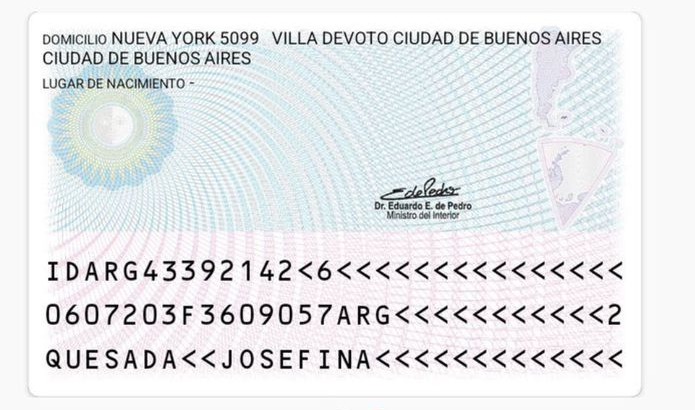 DOMICILIO NUEVA YORK 5099 VILLA DEVOTO CIUDAD DE BUENOS AIRES
CIUDAD DE BUENOS AIRES
LUGAR DE NACIMIENTO -
EdePedro
Dr. Eduardo E. de Pedro
Ministro del Interior
IDARG43392142<6<<<<<<<<<<<<<<<
0607203F3609057ARG<<<<<<<<<<<2
QUESADA<<JOSEFINA<<<<<<<<<<<<<